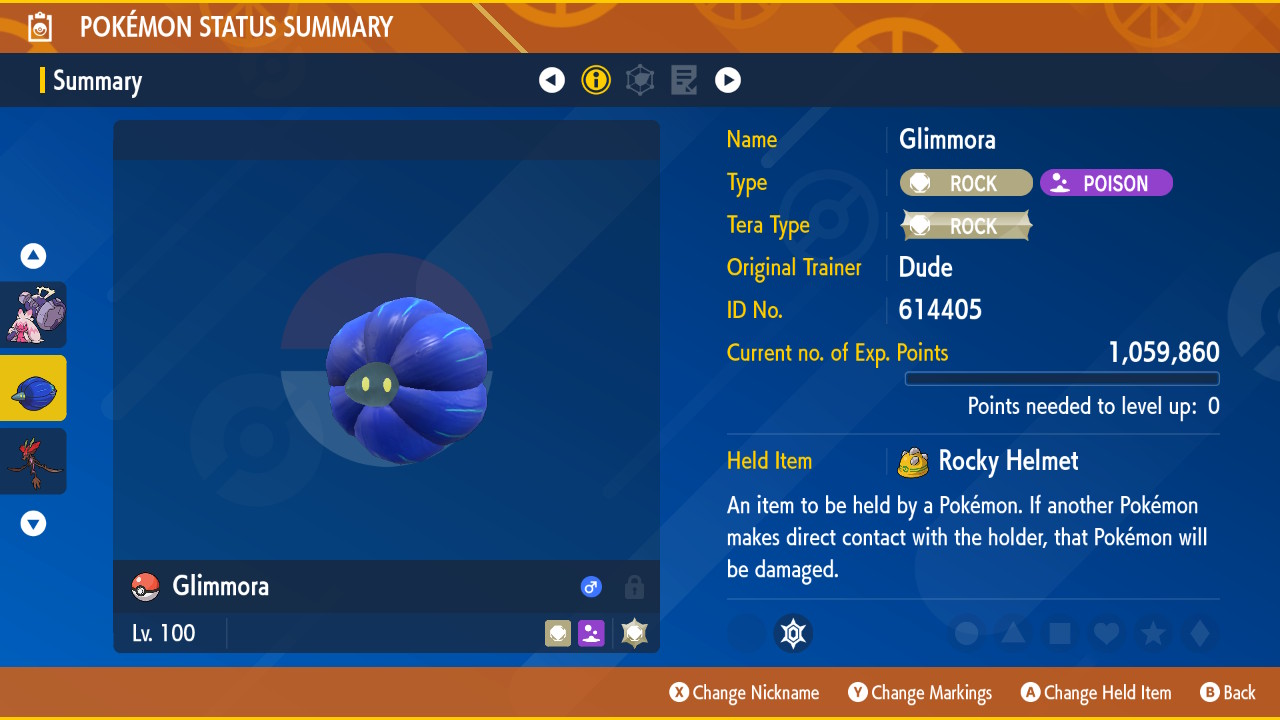 POKÉMON STATUS SUMMARY
Summary
Name Glimmora
Type ROCK POISON
Tera Type ROCK
Original Trainer Dude
ID No. 614405
Current no. of Exp. Points 1,059,860
Points needed to level up: 0
Held Item Rocky Helmet
An item to be held by a Pokémon. If another Pokémon
makes direct contact with the holder, that Pokémon will
be damaged.
Glimmora
Lv. 100
X Change Nickname Y Change Markings A Change Held Item B Back